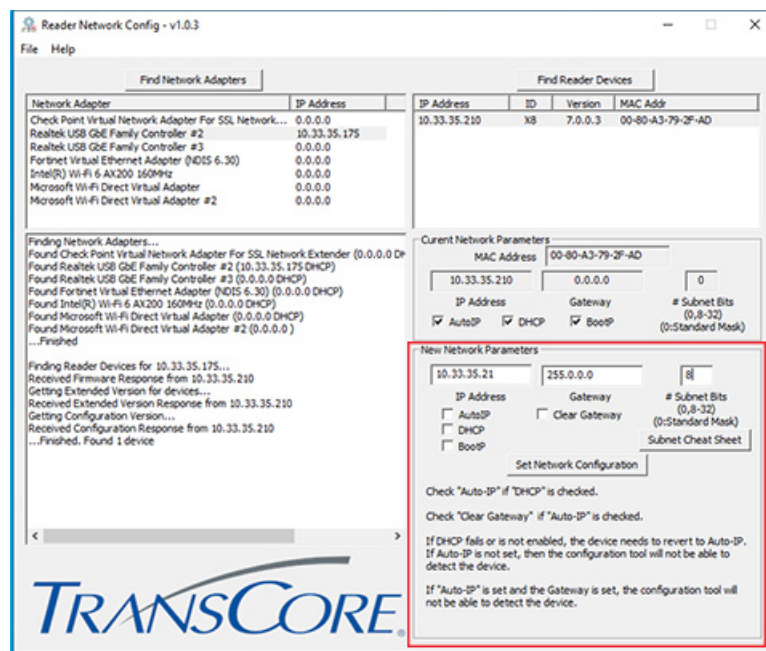 Reader Network Config - v1.0.3
File Help
Find Network Adapters
Network Adapter IP Address
Check Point Virtual Network Adapter For SSL Network... 0.0.0.0
Realtek USB GbE Family Controller #2 10.33.35.175
Realtek USB GbE Family Controller #3 0.0.0.0
Fortinet Virtual Ethernet Adapter (NDIS 6.30) 0.0.0.0
Intel(R) Wi-Fi 6 AX200 160MHz 0.0.0.0
Microsoft Wi-Fi Direct Virtual Adapter 0.0.0.0
Microsoft Wi-Fi Direct Virtual Adapter #2 0.0.0.0
Finding Network Adapters...
Found Check Point Virtual Network Adapter For SSL Network Extender (0.0.0.0 DH
Found Realtek USB GbE Family Controller #2 (10.33.35.175 DHCP)
Found Realtek USB GbE Family Controller #3 (0.0.0.0 DHCP)
Found Fortinet Virtual Ethernet Adapter (NDIS 6.30) (0.0.0.0 DHCP)
Found Intel(R) Wi-Fi 6 AX200 160MHz (0.0.0.0 DHCP)
Found Microsoft Wi-Fi Direct Virtual Adapter (0.0.0.0 DHCP)
Found Microsoft Wi-Fi Direct Virtual Adapter #2 (0.0.0.0 )
...Finished
Finding Reader Devices for 10.33.35.175...
Received Firmware Response from 10.33.35.210
Getting Extended Version for devices...
Received Extended Version Response from 10.33.35.210
Getting Configuration Version...
Received Configuration Response from 10.33.35.210
...Finished. Found 1 device
TRANSCORE®
Find Reader Devices
IP Address ID Version MAC Addr
10.33.35.210 X8 7.0.0.3 00-80-A3-79-2F-AD
Curent Network Parameters
MAC Address 00-80-A3-79-2F-AD
10.33.35.210 0.0.0.0 0
IP Address Gateway # Subnet Bits
(0,8-32)
AutoIP DHCP BootP (0:Standard Mask)
New Network Parameters
10.33.35.21 255.0.0.0 8
IP Address Gateway # Subnet Bits
AutoIP Clear Gateway (0,8-32)
DHCP (0:Standard Mask)
BootP Subnet Cheat Sheet
Set Network Configuration
Check "Auto-IP" if "DHCP" is checked.
Check "Clear Gateway" if "Auto-IP" is checked.
If DHCP fails or is not enabled, the device needs to revert to Auto-IP.
If Auto-IP is not set, then the configuration tool will not be able to
detect the device.
If "Auto-IP" is set and the Gateway is set, the configuration tool will
not be able to detect the device.